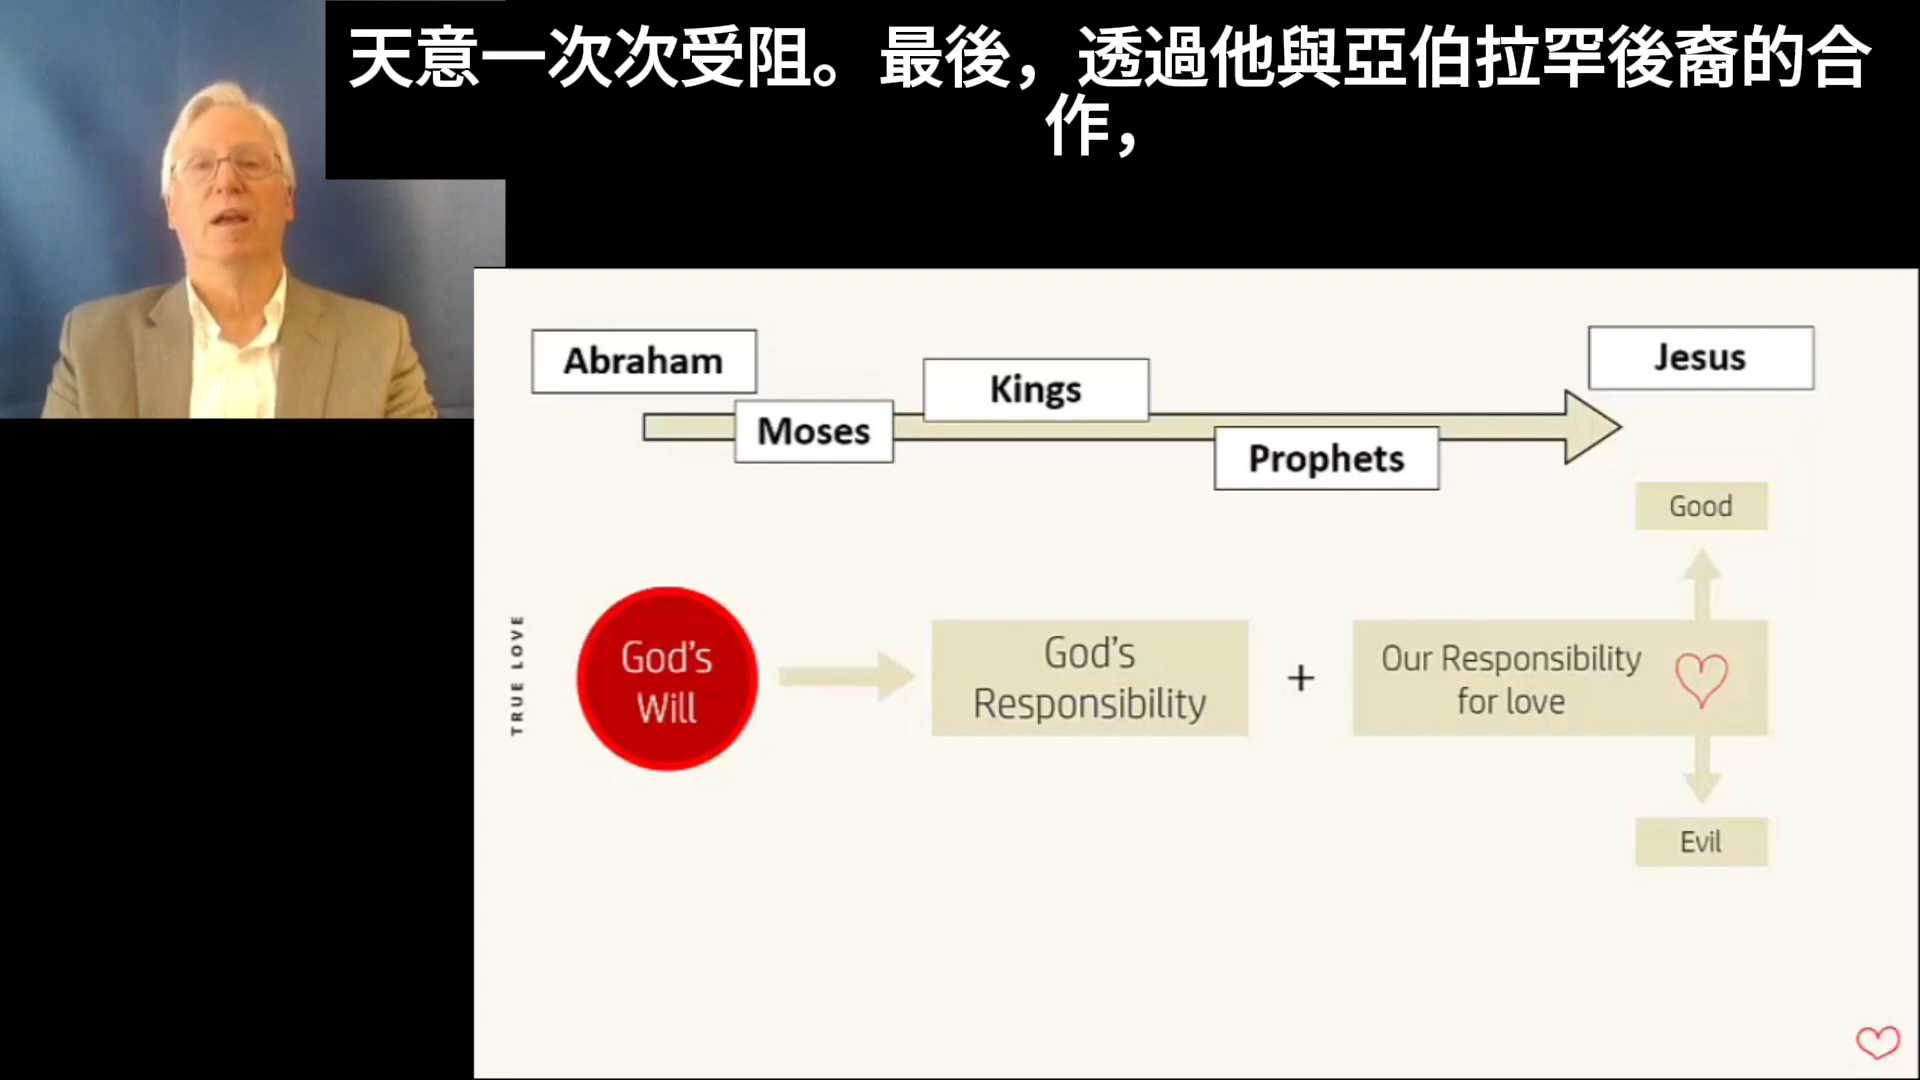 天意一次次受阻。最後，透過他與亞伯拉罕後裔的合
作，
Abraham
Moses
Kings
Prophets
Jesus
Good
TRUE LOVE
God's
Will
God's
Responsibility
+
Our Responsibility
for love
Evil